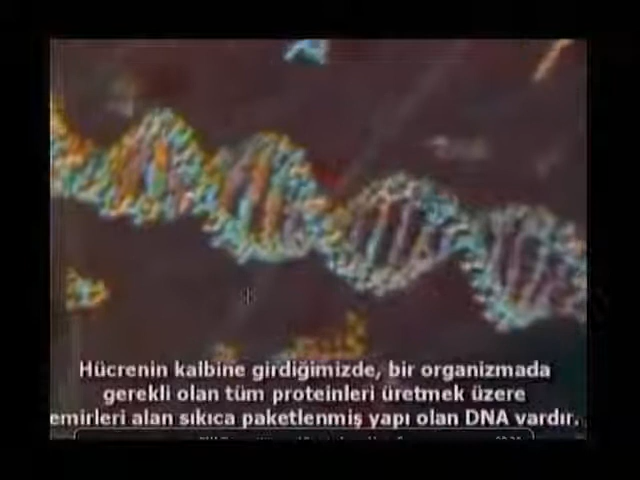 Hücrenin kalbine girdiğimizde, bir organizmada
gerekli olan tüm proteinleri üretmek üzere
emirleri alan sıkıca paketlenmiş yapı olan DNA vardır.